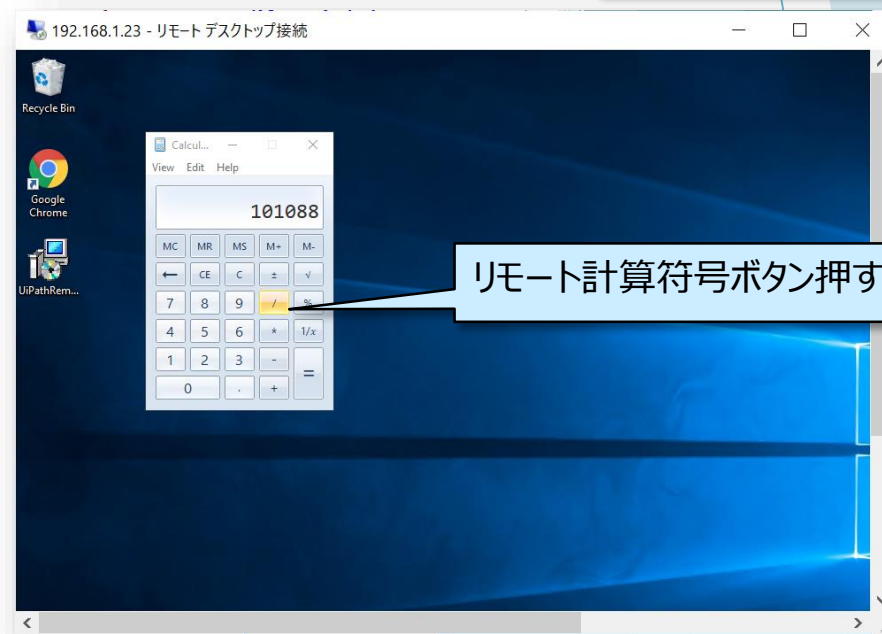 192.168.1.23 - リモート デスクトップ接続
Recycle Bin
Google
Chrome
UiPathRem...
Calcul...
View Edit Help
101088
MC MR MS M+ M-
← CE C ± √
7 8 9 / %
4 5 6 * 1/x
1 2 3 - =
0 . +
リモート計算符号ボタン押す